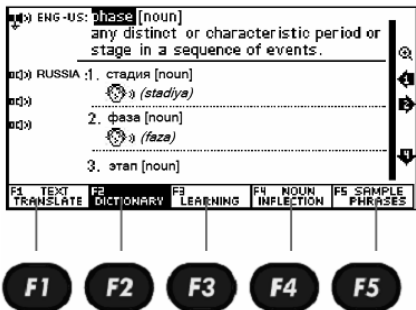 ENG-US: phase [noun]
any distinct or characteristic period or
stage in a sequence of events.
RUSSIA :1. стадия [noun]
(stadiya)
2. фаза [noun]
(faza)
3. этап [noun]
F1 TEXT TRANSLATE
F2 DICTIONARY
F3 LEARNING
F4 NOUN INFLECTION
F5 SAMPLE PHRASES
F1 F2 F3 F4 F5